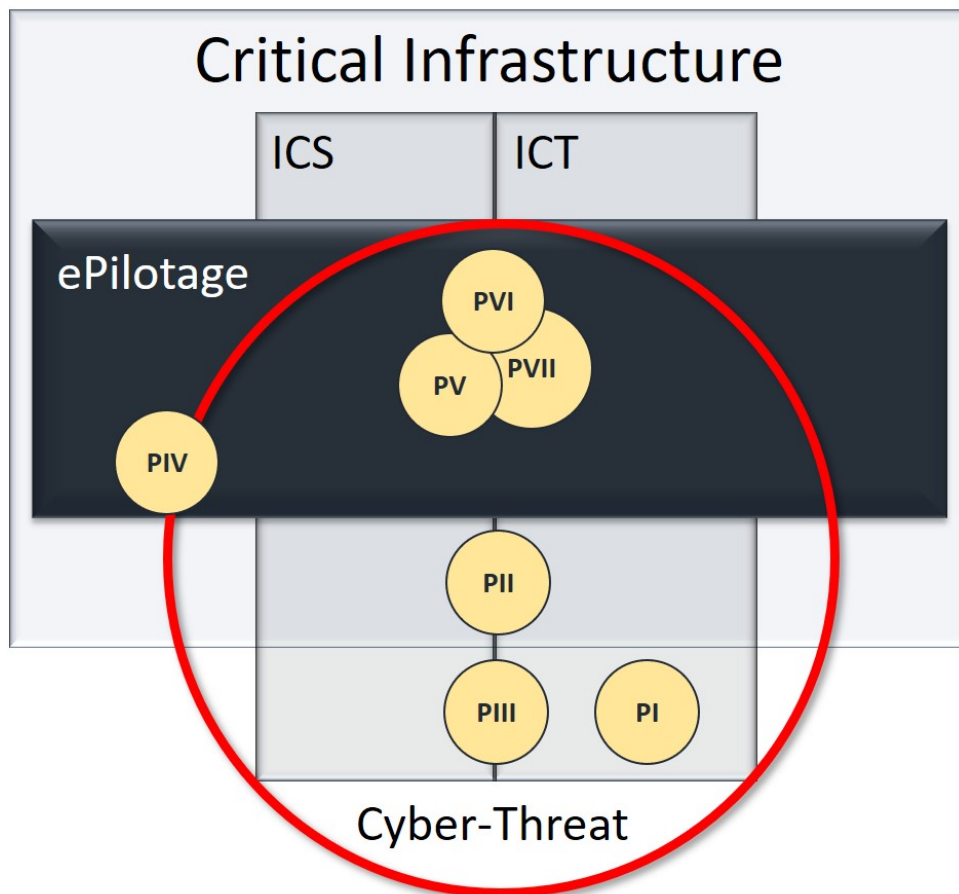 Critical Infrastructure
ICS
ICT
ePilotage
PVI
PVII
PV
PIV
PII
PIII
PI
Cyber-Threat